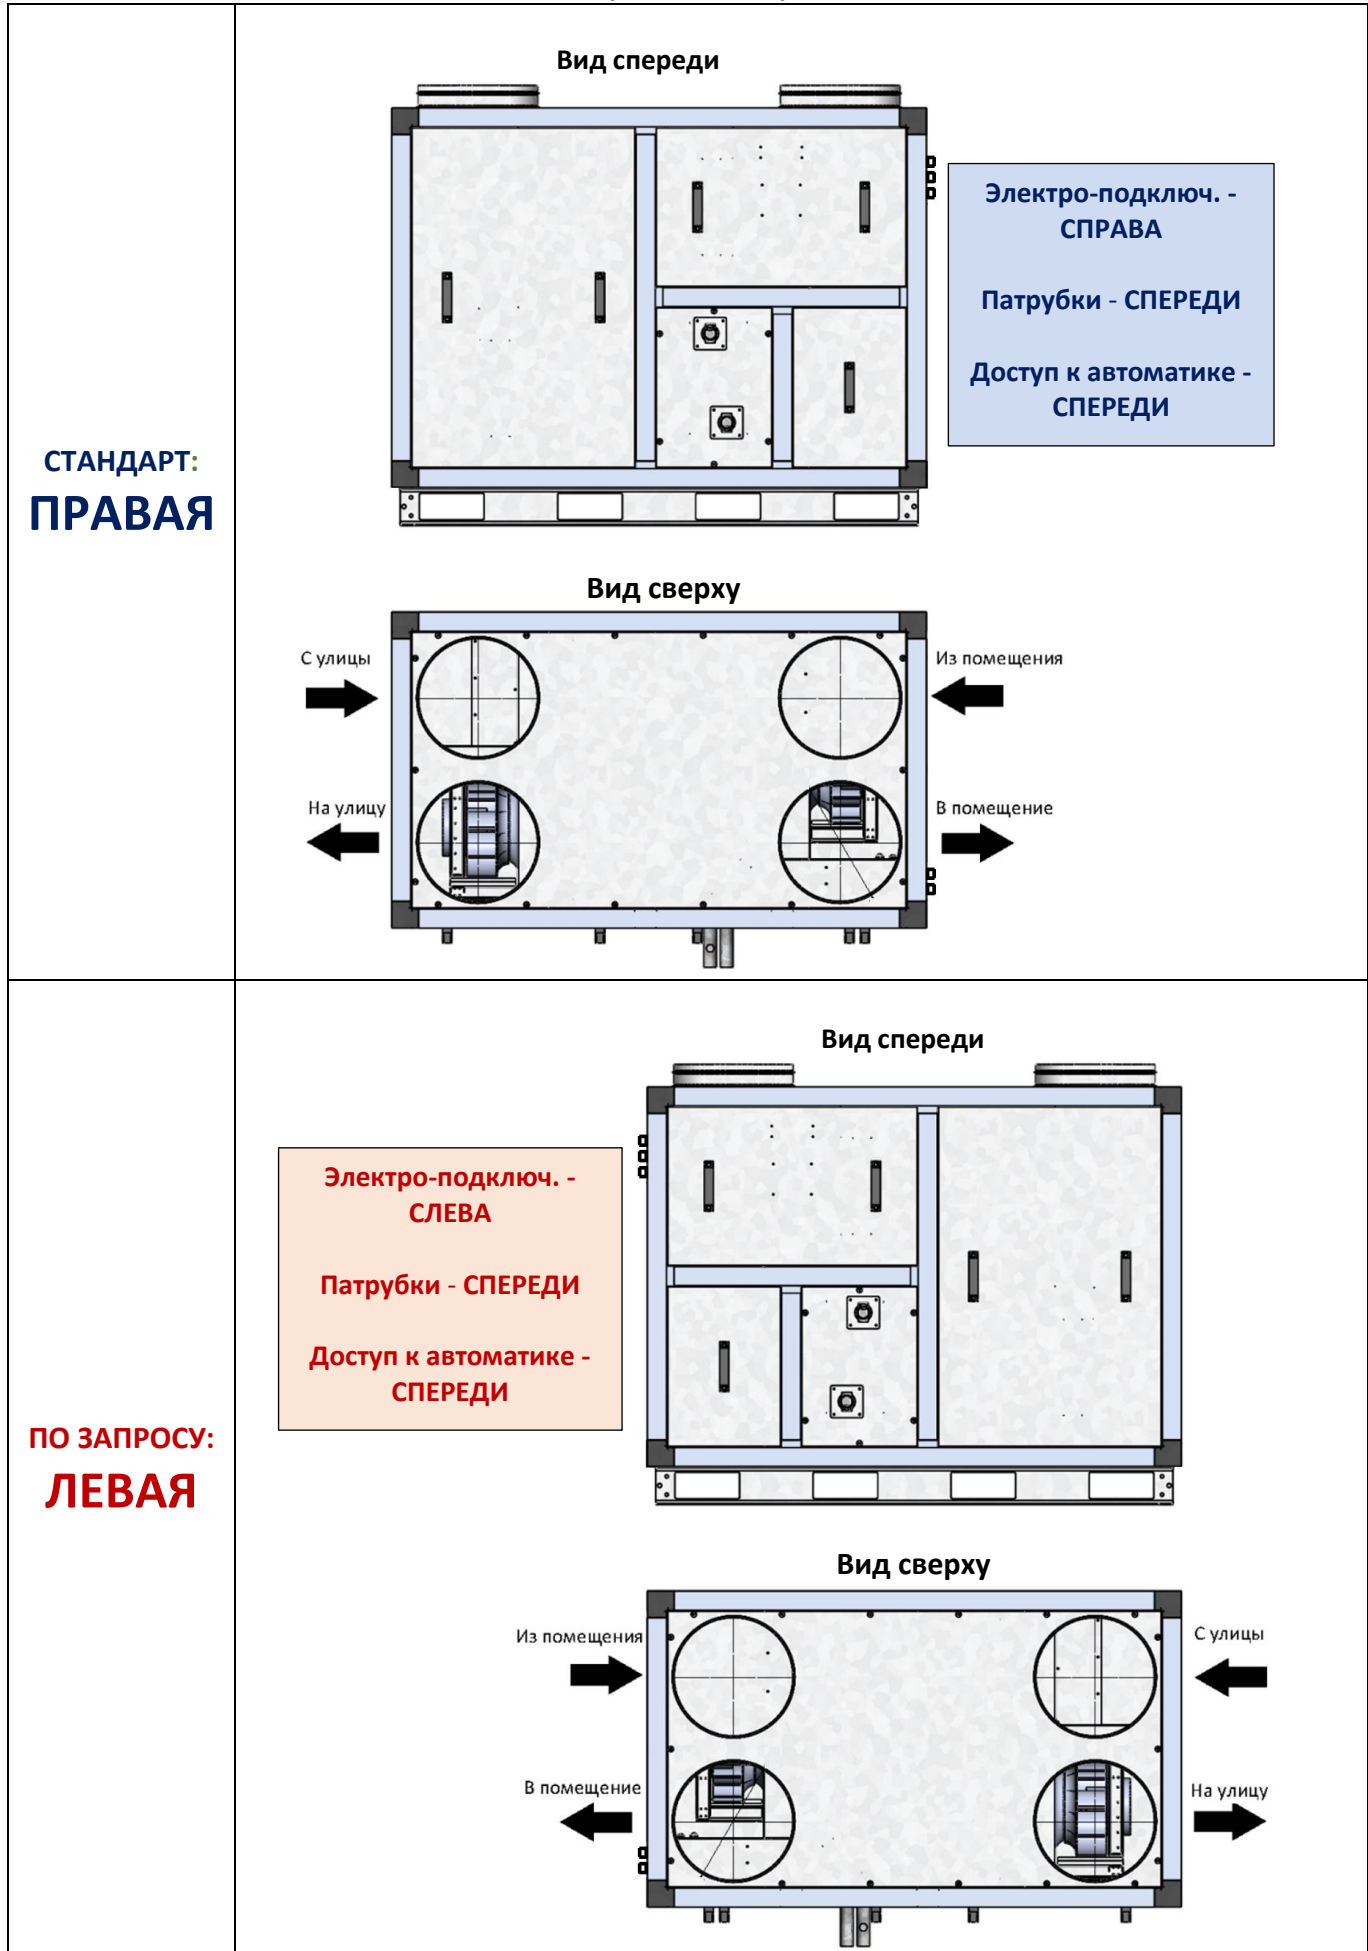 Вид спереди
Электро-подключ. -
СПРАВА
Патрубки - СПЕРЕДИ
Доступ к автоматике -
СПЕРЕДИ
СТАНДАРТ:
ПРАВАЯ
Вид сверху
С улицы
Из помещения
На улицу
В помещение
Вид спереди
Электро-подключ. -
СЛЕВА
Патрубки - СПЕРЕДИ
Доступ к автоматике -
СПЕРЕДИ
ПО ЗАПРОСУ:
ЛЕВАЯ
Вид сверху
Из помещения
С улицы
В помещение
На улицу